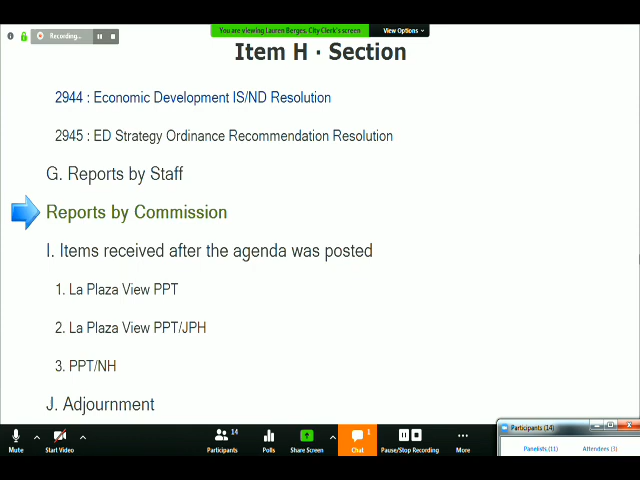 Recording...
You are viewing Lauren Berges, City Clerk's screen
View Options
Item H · Section
2944 : Economic Development IS/ND Resolution
2945 : ED Strategy Ordinance Recommendation Resolution
G. Reports by Staff
Reports by Commission
I. Items received after the agenda was posted
1. La Plaza View PPT
2. La Plaza View PPT/JPH
3. PPT/NH
J. Adjournment
Participants (14)
Panelists (11)
Attendees (3)
14
1
Mute
Start Video
Participants
Polls
Share Screen
Chat
Pause/Stop Recording
More